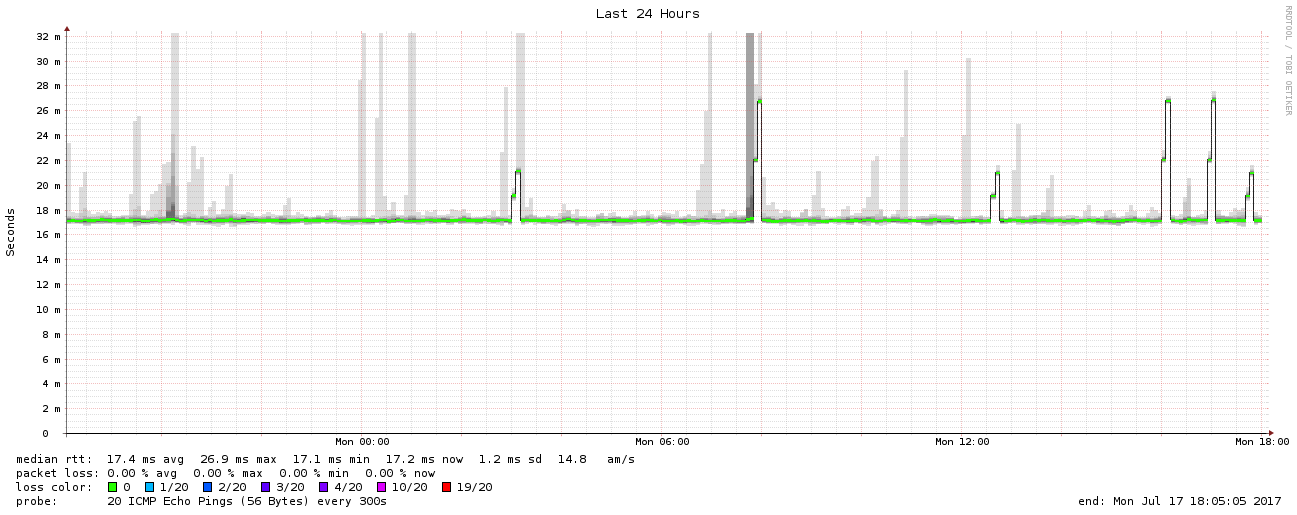 Last 24 Hours
RRDTOOL / TOBI OETIKER
Seconds
32 m
30 m
28 m
26 m
24 m
22 m
20 m
18 m
16 m
14 m
12 m
10 m
8 m
6 m
4 m
2 m
0
Mon 00:00 Mon 06:00 Mon 12:00 Mon 18:00
median rtt: 17.4 ms avg 26.9 ms max 17.1 ms min 17.2 ms now 1.2 ms sd 14.8 am/s
packet loss: 0.00 % avg 0.00 % max 0.00 % min 0.00 % now
loss color: 0 1/20 2/20 3/20 4/20 10/20 19/20
probe: 20 ICMP Echo Pings (56 Bytes) every 300s end: Mon Jul 17 18:05:05 2017